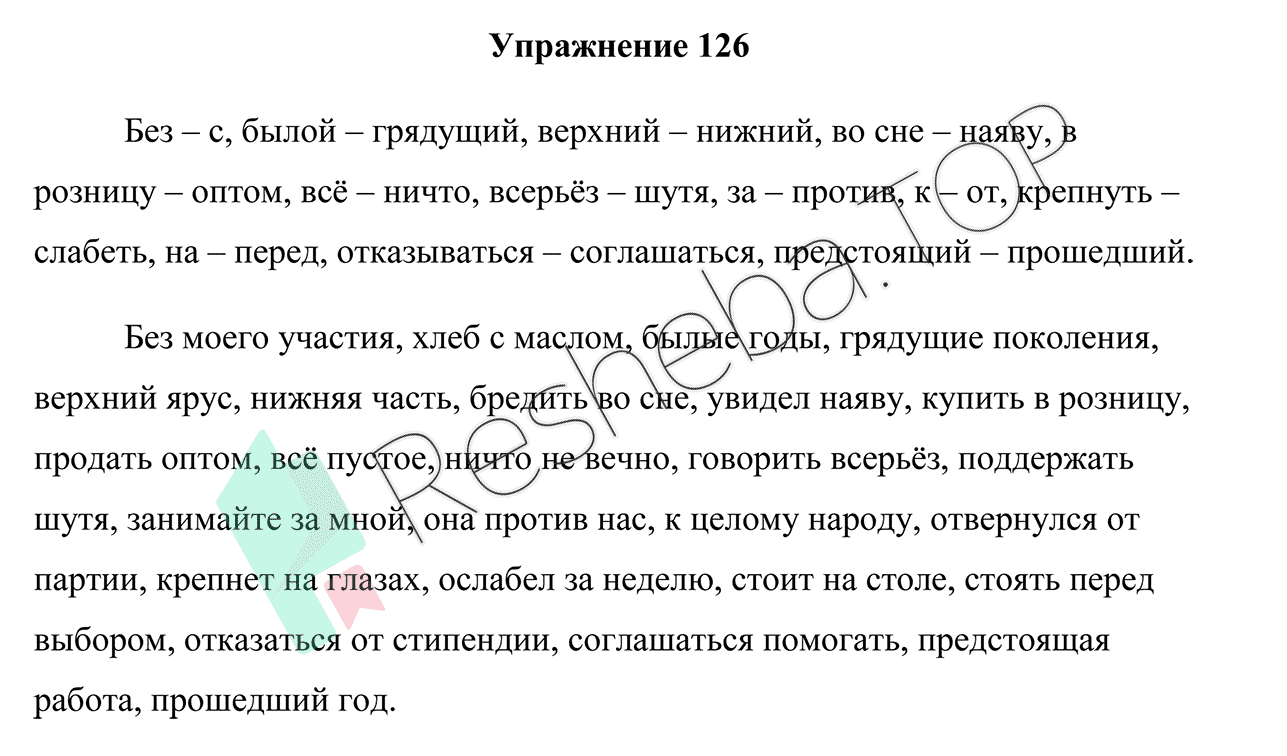 Упражнение 126
Без – с, былой – грядущий, верхний – нижний, во сне – наяву, в
розницу – оптом, всё – ничто, всерьёз – шутя, за – против, к – от, крепнуть –
слабеть, на – перед, отказываться – соглашаться, предстоящий – прошедший.
Без моего участия, хлеб с маслом, былые годы, грядущие поколения,
верхний ярус, нижняя часть, бредить во сне, увидел наяву, купить в розницу,
продать оптом, всё пустое, ничто не вечно, говорить всерьёз, поддержать
шутя, занимайте за мной, она против нас, к целому народу, отвернулся от
партии, крепнет на глазах, ослабел за неделю, стоит на столе, стоять перед
выбором, отказаться от стипендии, соглашаться помогать, предстоящая
работа, прошедший год.
Resheba.TOP